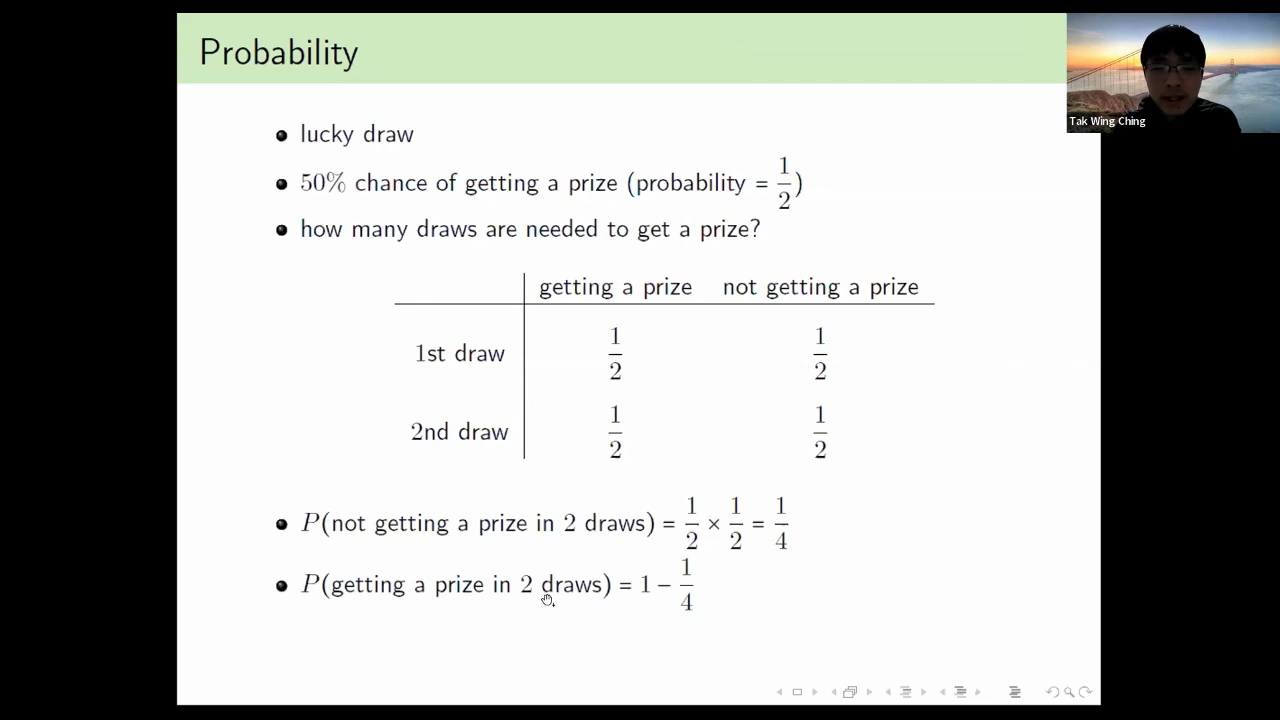 Probability
Tak Wing Ching
• lucky draw
• 50% chance of getting a prize (probability = 1/2)
• how many draws are needed to get a prize?
getting a prize not getting a prize
1st draw 1/2 1/2
2nd draw 1/2 1/2
• P(not getting a prize in 2 draws) = 1/2 × 1/2 = 1/4
• P(getting a prize in 2 draws) = 1 − 1/4